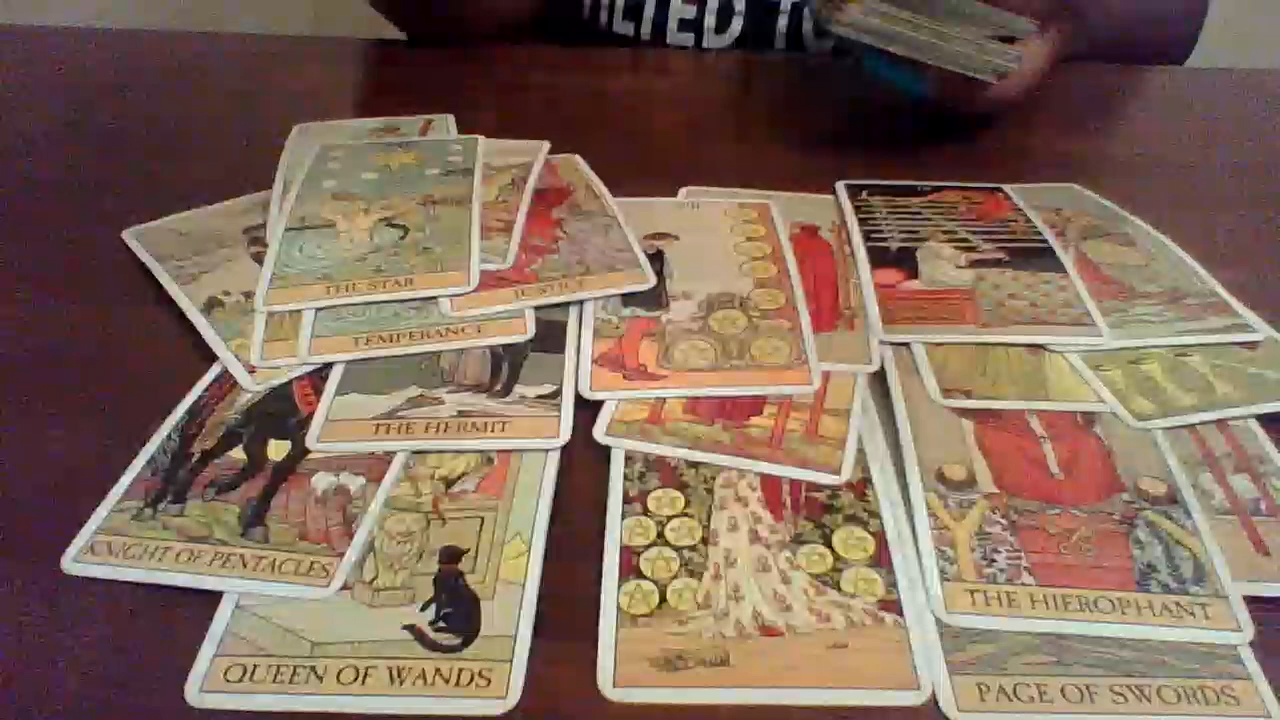 THE STAR
JUSTICE
TEMPERANCE
THE HERMIT
KNIGHT OF PENTACLES
QUEEN OF WANDS
THE HIEROPHANT
PAGE OF SWORDS